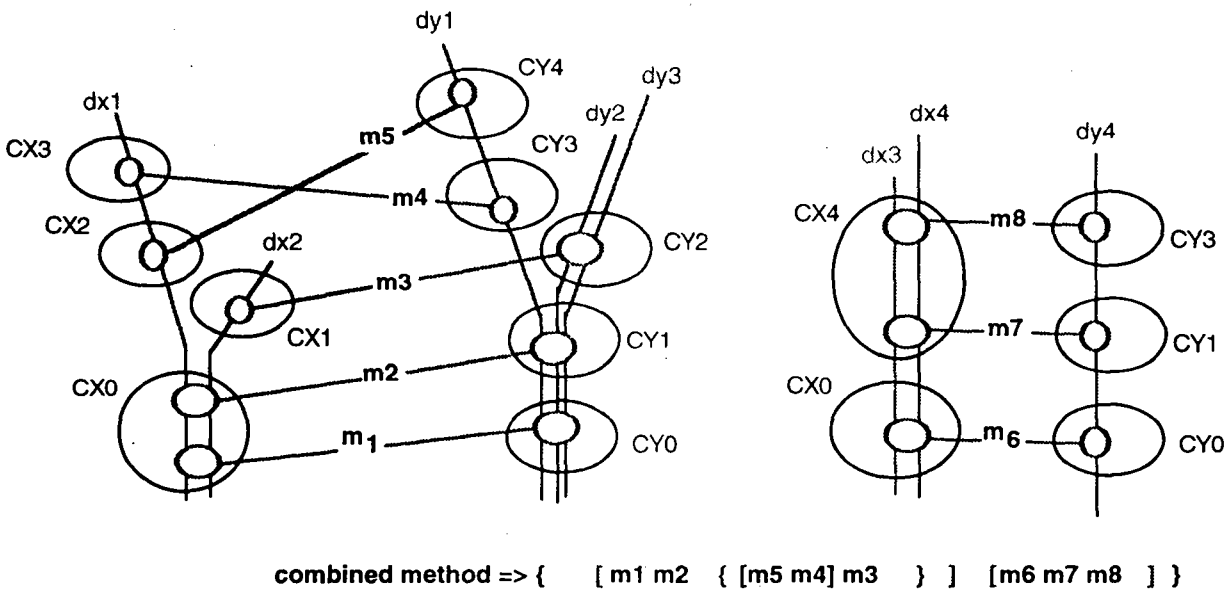 dy1
CY4
dx1
dy3
dy2
CX3
m5
CY3
m4
CX2
dx2
CY2
m3
CX1
CY1
CX0
m2
m1
CY0
dx4
dx3
dy4
CX4
m8
CY3
m7
CY1
CX0
m6
CY0
combined method => { [ m1 m2 { [m5 m4] m3 } ] [m6 m7 m8 ] }